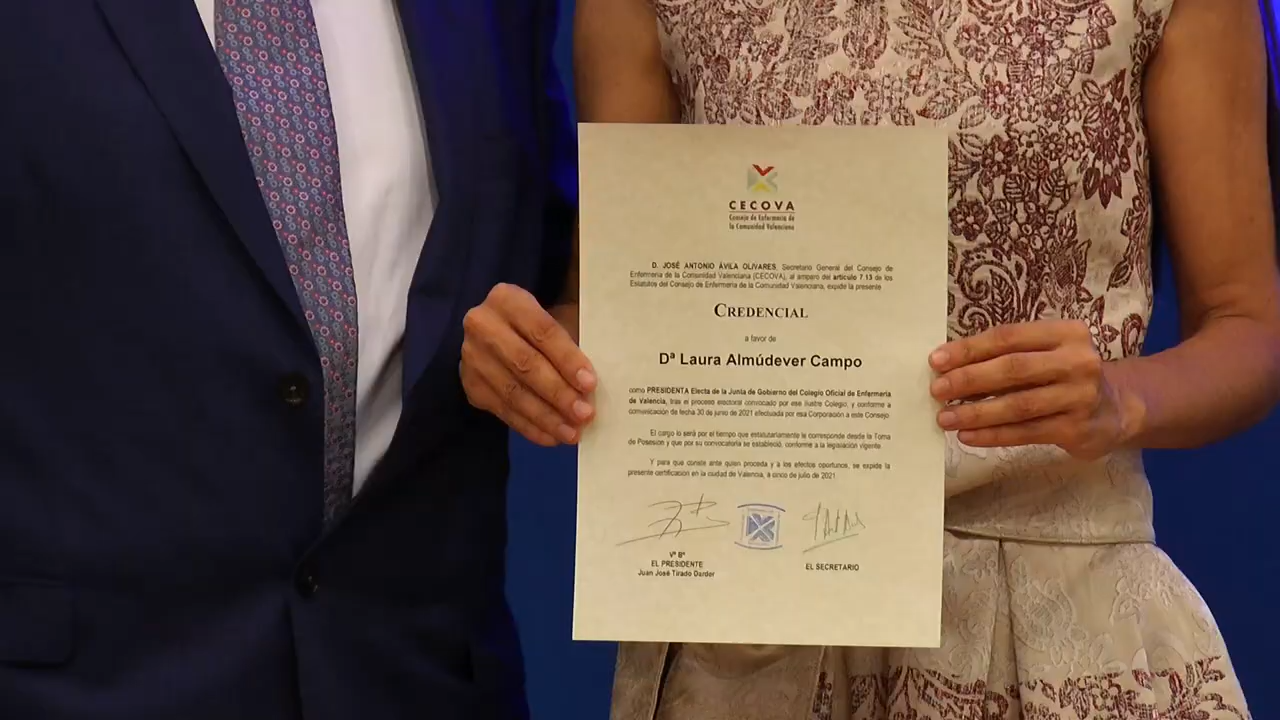 CECOVA
Consejo de Enfermería de
la Comunidad Valenciana
D. JOSÉ ANTONIO ÁVILA OLIVARES, Secretario General del Consejo de
Enfermería de la Comunidad Valenciana (CECOVA), al amparo del artículo 7.13 de los
Estatutos del Consejo de Enfermería de la Comunidad Valenciana, expide la presente
CREDENCIAL
a favor de
Dª Laura Almúdever Campo
como PRESIDENTA Electa de la Junta de Gobierno del Colegio Oficial de Enfermería
de Valencia, tras el proceso electoral convocado por ese Ilustre Colegio, y conforme a
comunicación de fecha 30 de junio de 2021 efectuada por esa Corporación a este Consejo
El cargo lo será por el tiempo que estatutariamente le corresponde desde la Toma
de Posesión y que por su convocatoria se estableció, conforme a la legislación vigente.
Y para que conste ante quien proceda y a los efectos oportunos, se expide la
presente certificación en la ciudad de Valencia, a cinco de julio de 2021
Vº Bº
EL PRESIDENTE
Juan José Tirado Darder
EL SECRETARIO